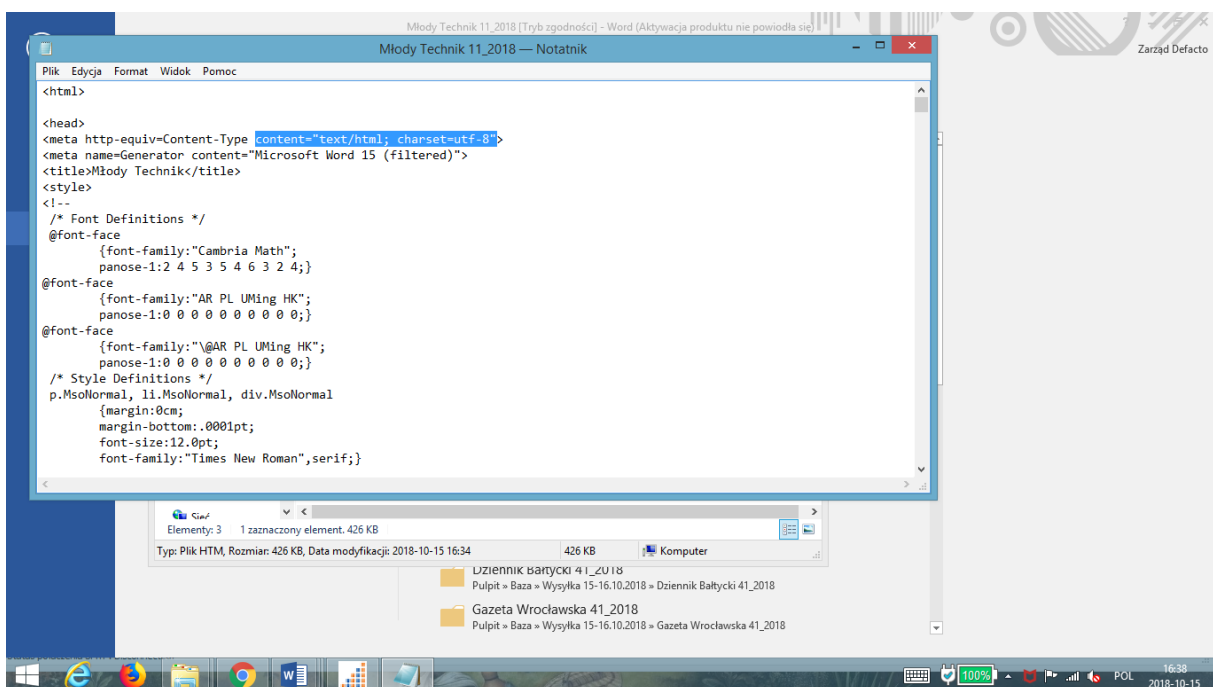 Młody Technik 11_2018 [Tryb zgodności] - Word (Aktywacja produktu nie powiodła się)
Zarząd Defacto
Młody Technik 11_2018 — Notatnik
Plik Edycja Format Widok Pomoc
<html>
<head>
<meta http-equiv=Content-Type content="text/html; charset=utf-8">
<meta name=Generator content="Microsoft Word 15 (filtered)">
<title>Młody Technik</title>
<style>
<!--
/* Font Definitions */
@font-face
{font-family:"Cambria Math";
panose-1:2 4 5 3 5 4 6 3 2 4;}
@font-face
{font-family:"AR PL UMing HK";
panose-1:0 0 0 0 0 0 0 0 0 0;}
@font-face
{font-family:"\@AR PL UMing HK";
panose-1:0 0 0 0 0 0 0 0 0 0;}
/* Style Definitions */
p.MsoNormal, li.MsoNormal, div.MsoNormal
{margin:0cm;
margin-bottom:.0001pt;
font-size:12.0pt;
font-family:"Times New Roman",serif;}
Sieć
Elementy: 3 1 zaznaczony element. 426 KB
Typ: Plik HTM, Rozmiar: 426 KB, Data modyfikacji: 2018-10-15 16:34 426 KB Komputer
Dziennik Bałtycki 41_2018
Pulpit » Baza » Wysyłka 15-16.10.2018 » Dziennik Bałtycki 41_2018
Gazeta Wrocławska 41_2018
Pulpit » Baza » Wysyłka 15-16.10.2018 » Gazeta Wrocławska 41_2018
100% POL 16:38
2018-10-15